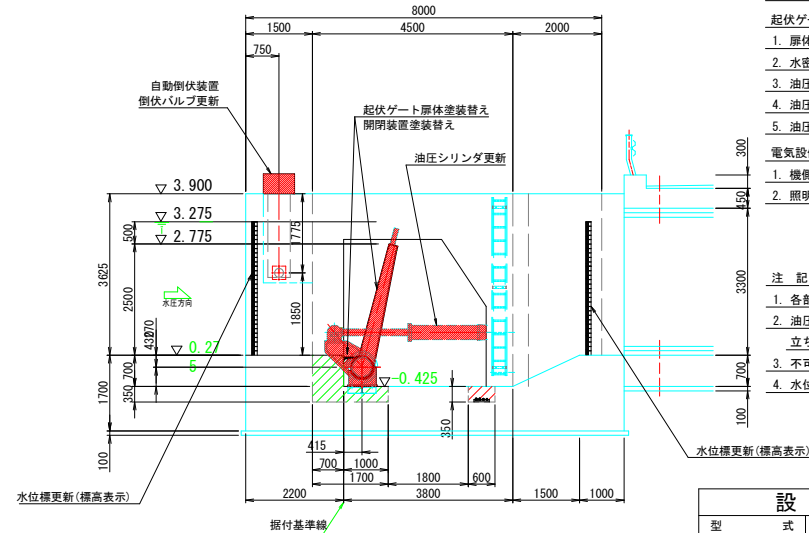 8000
1500
4500
2000
750
自動倒伏装置
倒伏バルブ更新
起伏ゲート扉体塗装替え
開閉装置塗装替え
油圧シリンダ更新
▽ 3.900
▽ 3.275
▽ 2.775
▽ 0.27
5
▽-0.425
水圧方向
3625
500
2500
700
350
1700
100
1775
1850
350
415
700
1000
1700
1800
600
2200
3800
1500
1000
300
450
3300
700
100
水位標更新(標高表示)
水位標更新(標高表示)
据付基準線
起伏ゲ
1. 扉体
2. 水密
3. 油圧
4. 油圧
5. 油圧
電気設
1. 機側
2. 照明
注 記
1. 各部
2. 油圧
立ち
3. 不可
4. 水位
設
型 式